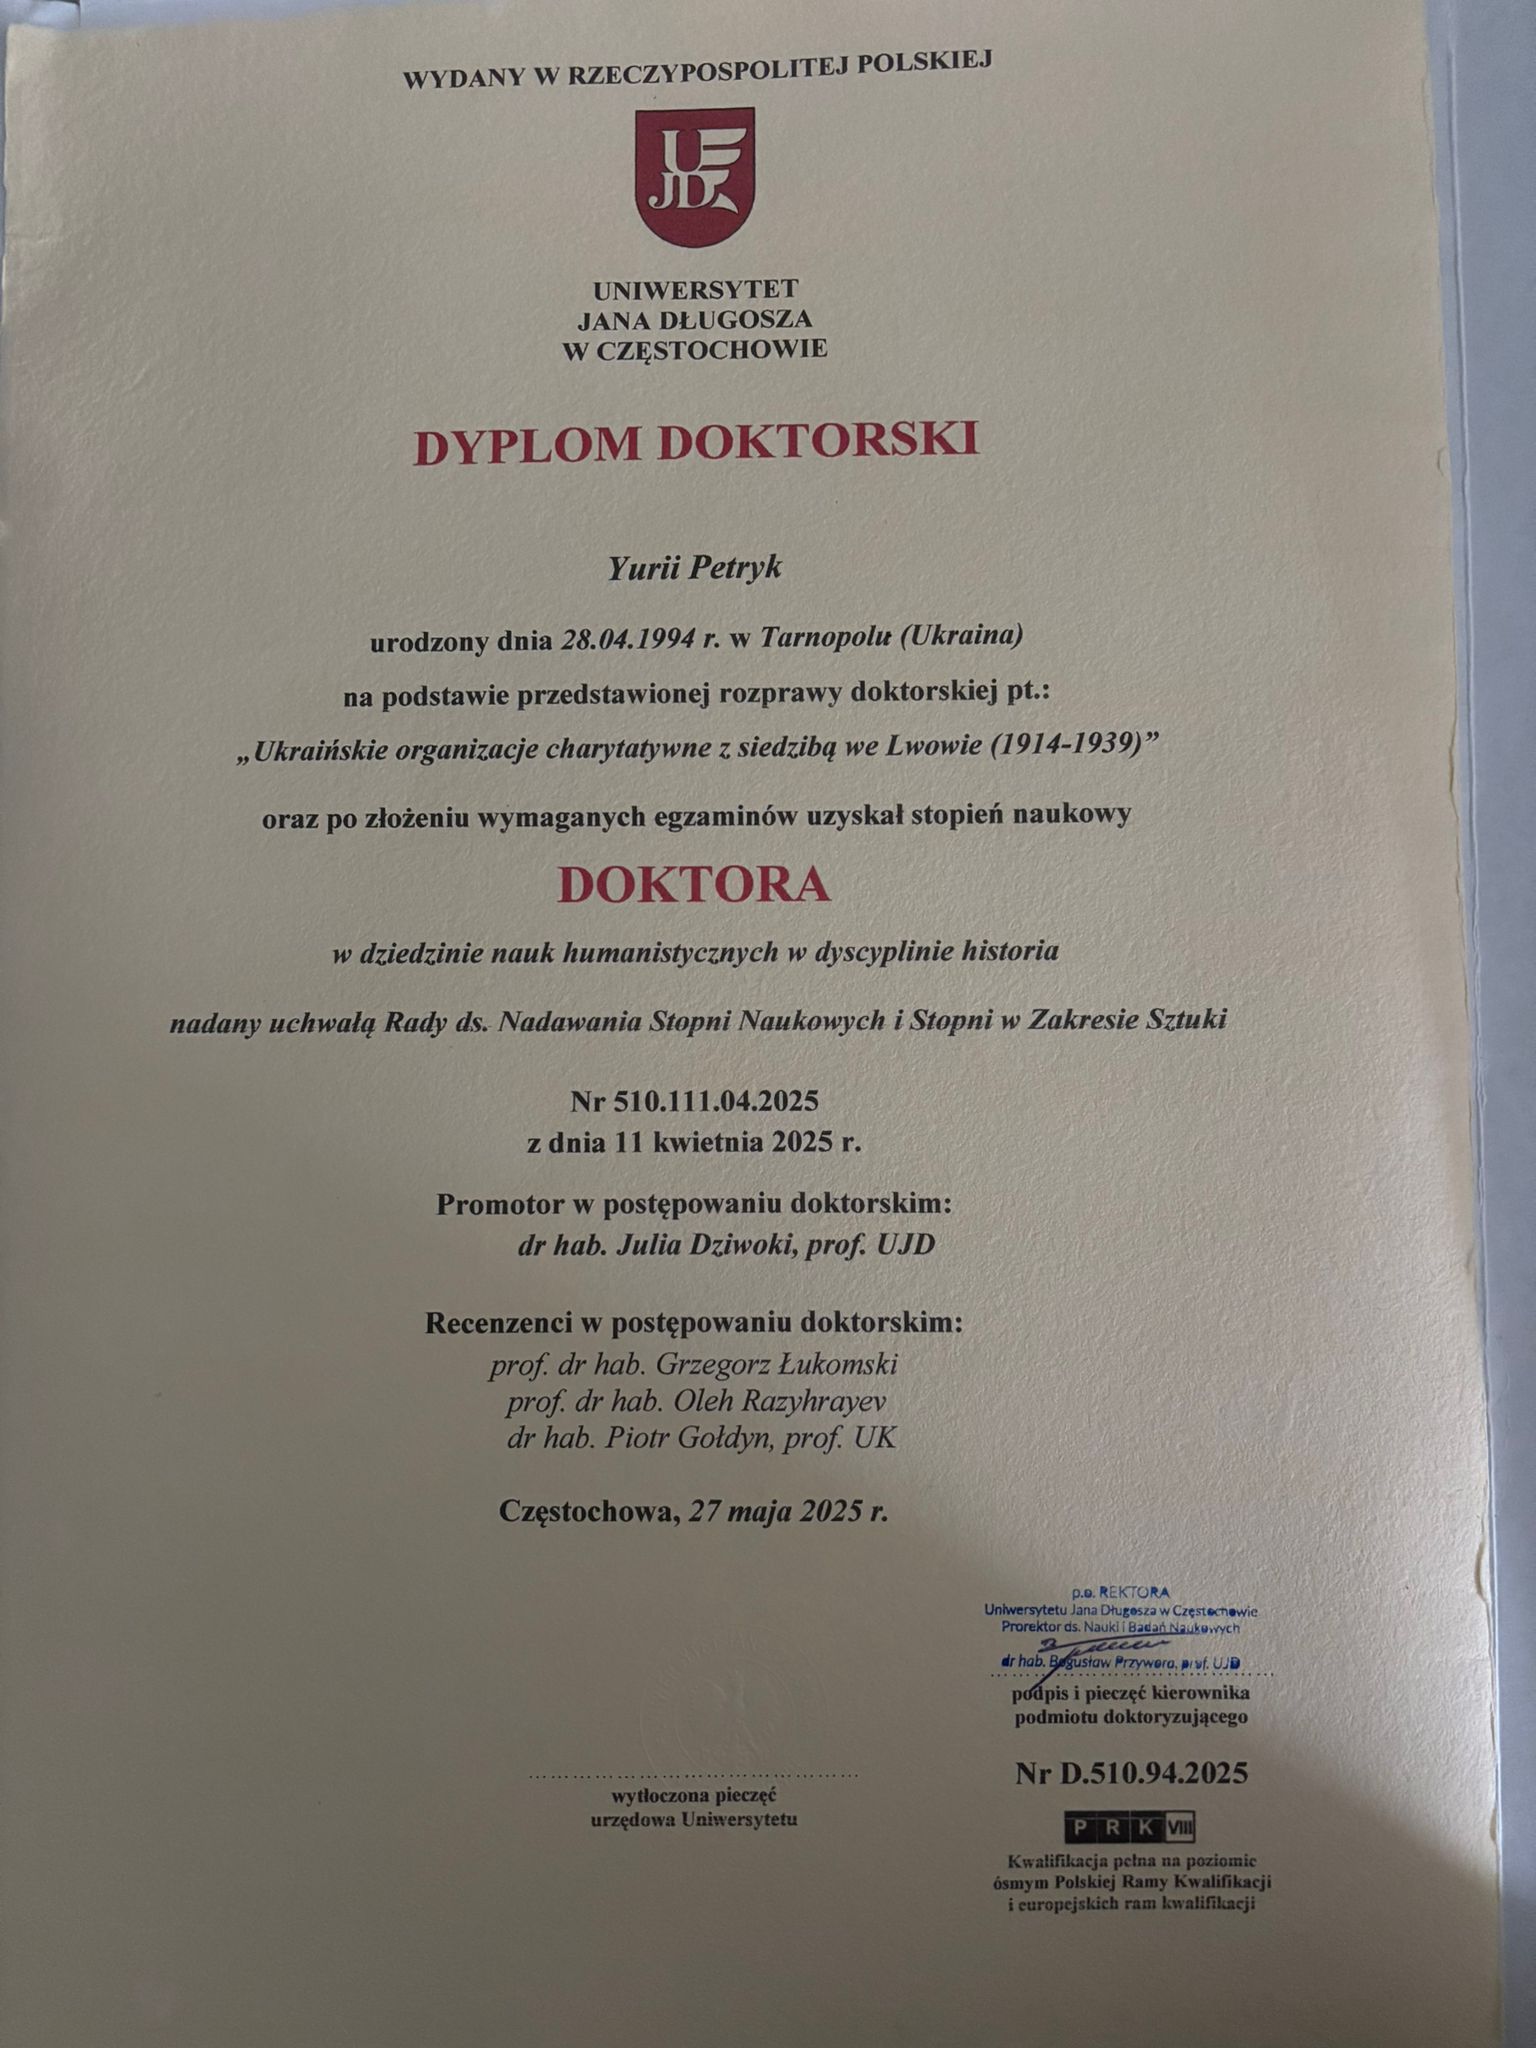 WYDANY W RZECZYPOSPOLITEJ POLSKIEJ
UJD
UNIWERSYTET
JANA DŁUGOSZA
W CZĘSTOCHOWIE
DYPLOM DOKTORSKI
Yurii Petryk
urodzony dnia 28.04.1994 r. w Tarnopolu (Ukraina)
na podstawie przedstawionej rozprawy doktorskiej pt.:
„Ukraińskie organizacje charytatywne z siedzibą we Lwowie (1914-1939)”
oraz po złożeniu wymaganych egzaminów uzyskał stopień naukowy
DOKTORA
w dziedzinie nauk humanistycznych w dyscyplinie historia
nadany uchwałą Rady ds. Nadawania Stopni Naukowych i Stopni w Zakresie Sztuki
Nr 510.111.04.2025
z dnia 11 kwietnia 2025 r.
Promotor w postępowaniu doktorskim:
dr hab. Julia Dziwoki, prof. UJD
Recenzenci w postępowaniu doktorskim:
prof. dr hab. Grzegorz Łukomski
prof. dr hab. Oleh Razyhrayev
dr hab. Piotr Gołdyn, prof. UK
Częstochowa, 27 maja 2025 r.
p.o. REKTORA
Uniwersytetu Jana Długosza w Częstochowie
Prorektor ds. Nauki i Badań Naukowych
dr hab. Bogusław Przywora, prof. UJD
podpis i pieczęć kierownika
podmiotu doktoryzującego
Nr D.510.94.2025
wytłoczona pieczęć
urzędowa Uniwersytetu
P R K VIII
Kwalifikacja pełna na poziomie
ósmym Polskiej Ramy Kwalifikacji
i europejskich ram kwalifikacji